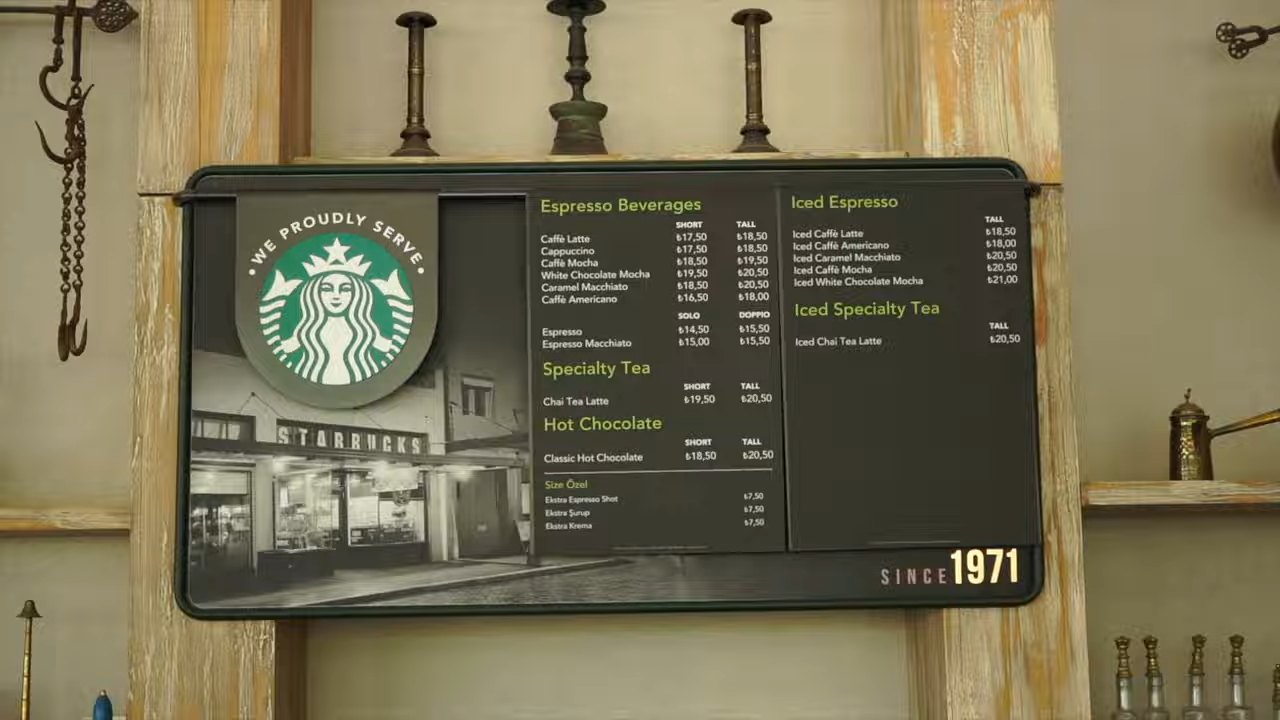 WE PROUDLY SERVE
STARBUCKS
Espresso Beverages
SHORT TALL
Caffè Latte ₺17,50 ₺18,50
Cappuccino ₺17,50 ₺18,50
Caffè Mocha ₺18,50 ₺19,50
White Chocolate Mocha ₺19,50 ₺20,50
Caramel Macchiato ₺18,50 ₺20,50
Caffè Americano ₺16,50 ₺18,00
SOLO DOPPIO
Espresso ₺14,50 ₺15,50
Espresso Macchiato ₺15,00 ₺15,50
Specialty Tea
SHORT TALL
Chai Tea Latte ₺19,50 ₺20,50
Hot Chocolate
SHORT TALL
Classic Hot Chocolate ₺18,50 ₺20,50
Size Özel
Ekstra Espresso Shot ₺7,50
Ekstra Şurup ₺7,50
Ekstra Krema ₺7,50
Iced Espresso
TALL
Iced Caffè Latte ₺18,50
Iced Caffè Americano ₺18,00
Iced Caramel Macchiato ₺20,50
Iced Caffè Mocha ₺20,50
Iced White Chocolate Mocha ₺21,00
Iced Specialty Tea
TALL
Iced Chai Tea Latte ₺20,50
SINCE 1971